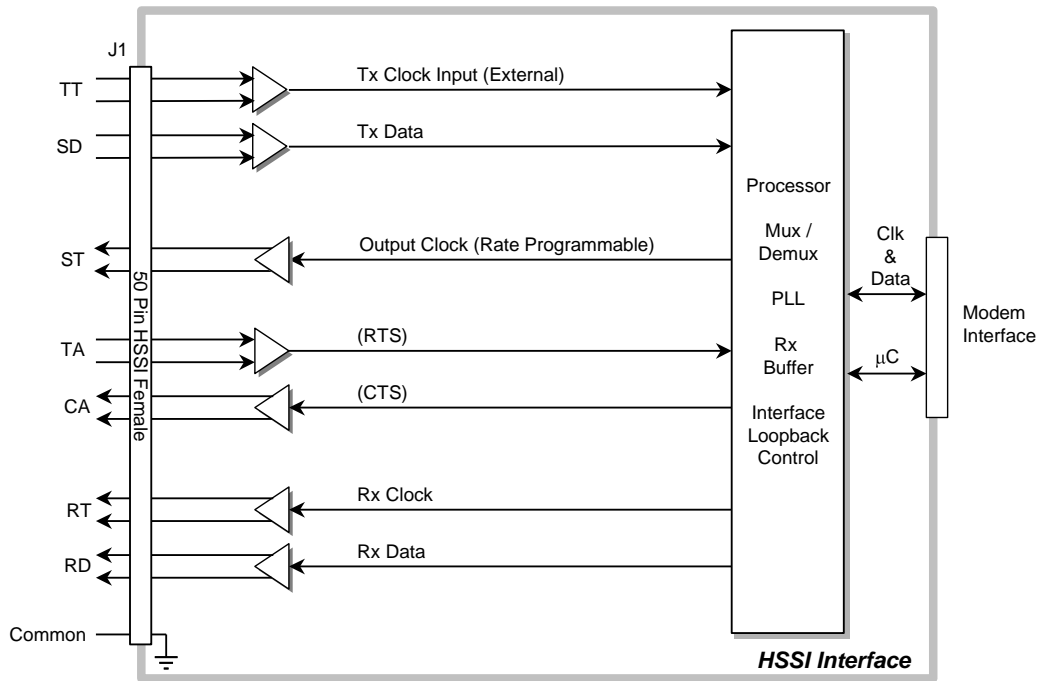 J1
TT
Tx Clock Input (External)
SD
Tx Data
ST
Output Clock (Rate Programmable)
TA
(RTS)
CA
(CTS)
RT
Rx Clock
RD
Rx Data
Common
50 Pin HSSI Female
Processor
Mux /
Demux
PLL
Rx
Buffer
Interface
Loopback
Control
Clk
&
Data
μC
Modem
Interface
HSSI Interface